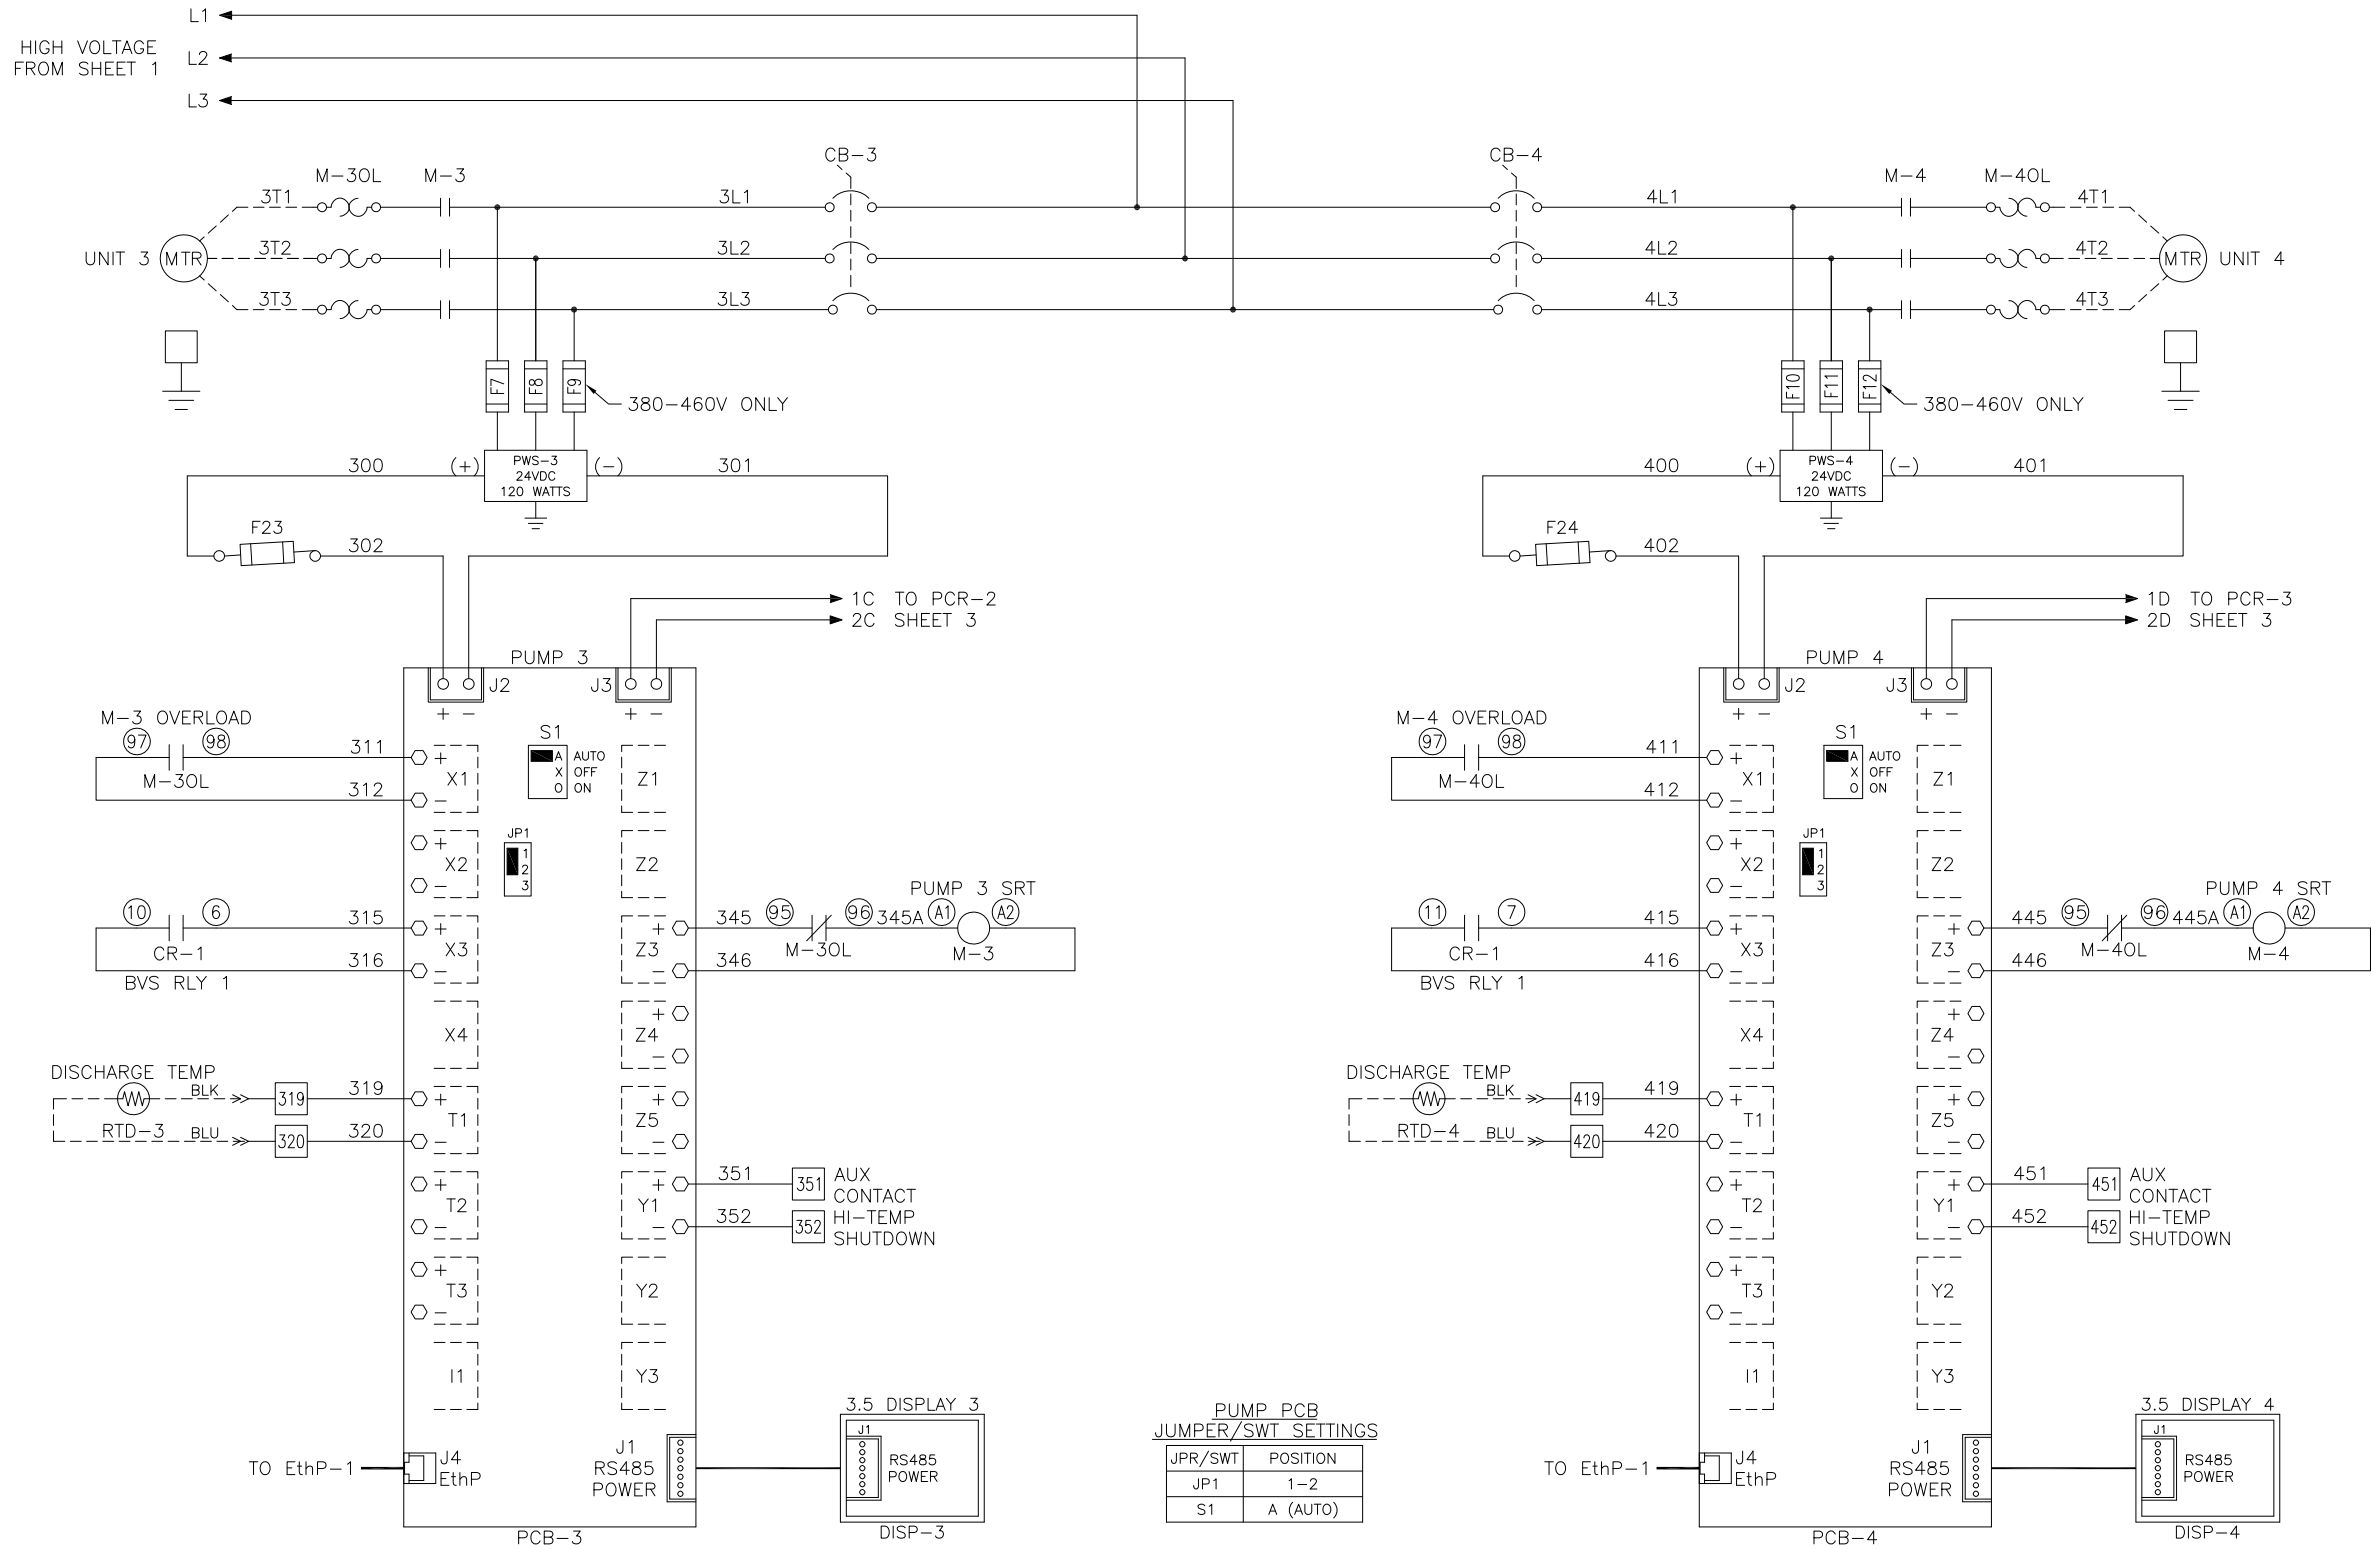 L1
HIGH VOLTAGE
FROM SHEET 1
L2
L3
CB-3
CB-4
M-3OL
M-3
M-4
M-4OL
3T1
3L1
4L1
4T1
UNIT 3
MTR
3T2
3L2
4L2
4T2
MTR
UNIT 4
3T3
3L3
4L3
4T3
F7
F8
F9
380-460V ONLY
F10
F11
F12
380-460V ONLY
300
(+)
PWS-3
24VDC
120 WATTS
(-)
301
400
(+)
PWS-4
24VDC
120 WATTS
(-)
401
F23
302
F24
402
1C TO PCR-2
2C SHEET 3
1D TO PCR-3
2D SHEET 3
PUMP 3
J2
J3
+ -
+ -
M-3 OVERLOAD
97
98
311
M-3OL
312
+
X1
-
S1
A AUTO
X OFF
O ON
Z1
JP1
1
2
3
+
X2
-
Z2
10
6
315
CR-1
316
BVS RLY 1
+
X3
-
+
Z3
-
345
95
96
345A
A1
A2
PUMP 3 SRT
M-3OL
M-3
346
X4
+
Z4
-
DISCHARGE TEMP
BLK
319
319
RTD-3
BLU
320
320
+
T1
-
+
Z5
-
+
T2
-
+
Y1
-
351
351
AUX
CONTACT
352
352
HI-TEMP
SHUTDOWN
+
T3
-
Y2
I1
Y3
TO EthP-1
J4
EthP
J1
RS485
POWER
3.5 DISPLAY 3
J1
RS485
POWER
DISP-3
PCB-3
PUMP PCB
JUMPER/SWT SETTINGS
JPR/SWT POSITION
JP1 1-2
S1 A (AUTO)
PUMP 4
J2
J3
+ -
+ -
M-4 OVERLOAD
97
98
411
M-4OL
412
+
X1
-
S1
A AUTO
X OFF
O ON
Z1
JP1
1
2
3
+
X2
-
Z2
11
7
415
CR-1
416
BVS RLY 1
+
X3
-
+
Z3
-
445
95
96
445A
A1
A2
PUMP 4 SRT
M-4OL
M-4
446
X4
+
Z4
-
DISCHARGE TEMP
BLK
419
419
RTD-4
BLU
420
420
+
T1
-
+
Z5
-
+
T2
-
+
Y1
-
451
451
AUX
CONTACT
452
452
HI-TEMP
SHUTDOWN
+
T3
-
Y2
I1
Y3
TO EthP-1
J4
EthP
J1
RS485
POWER
3.5 DISPLAY 4
J1
RS485
POWER
DISP-4
PCB-4